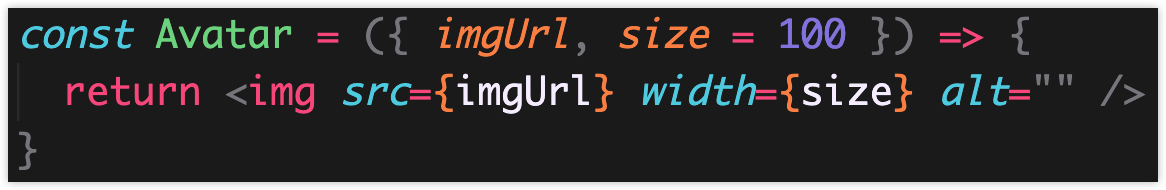 const Avatar = ({ imgUrl, size = 100 }) => {
  return <img src={imgUrl} width={size} alt="" />
}